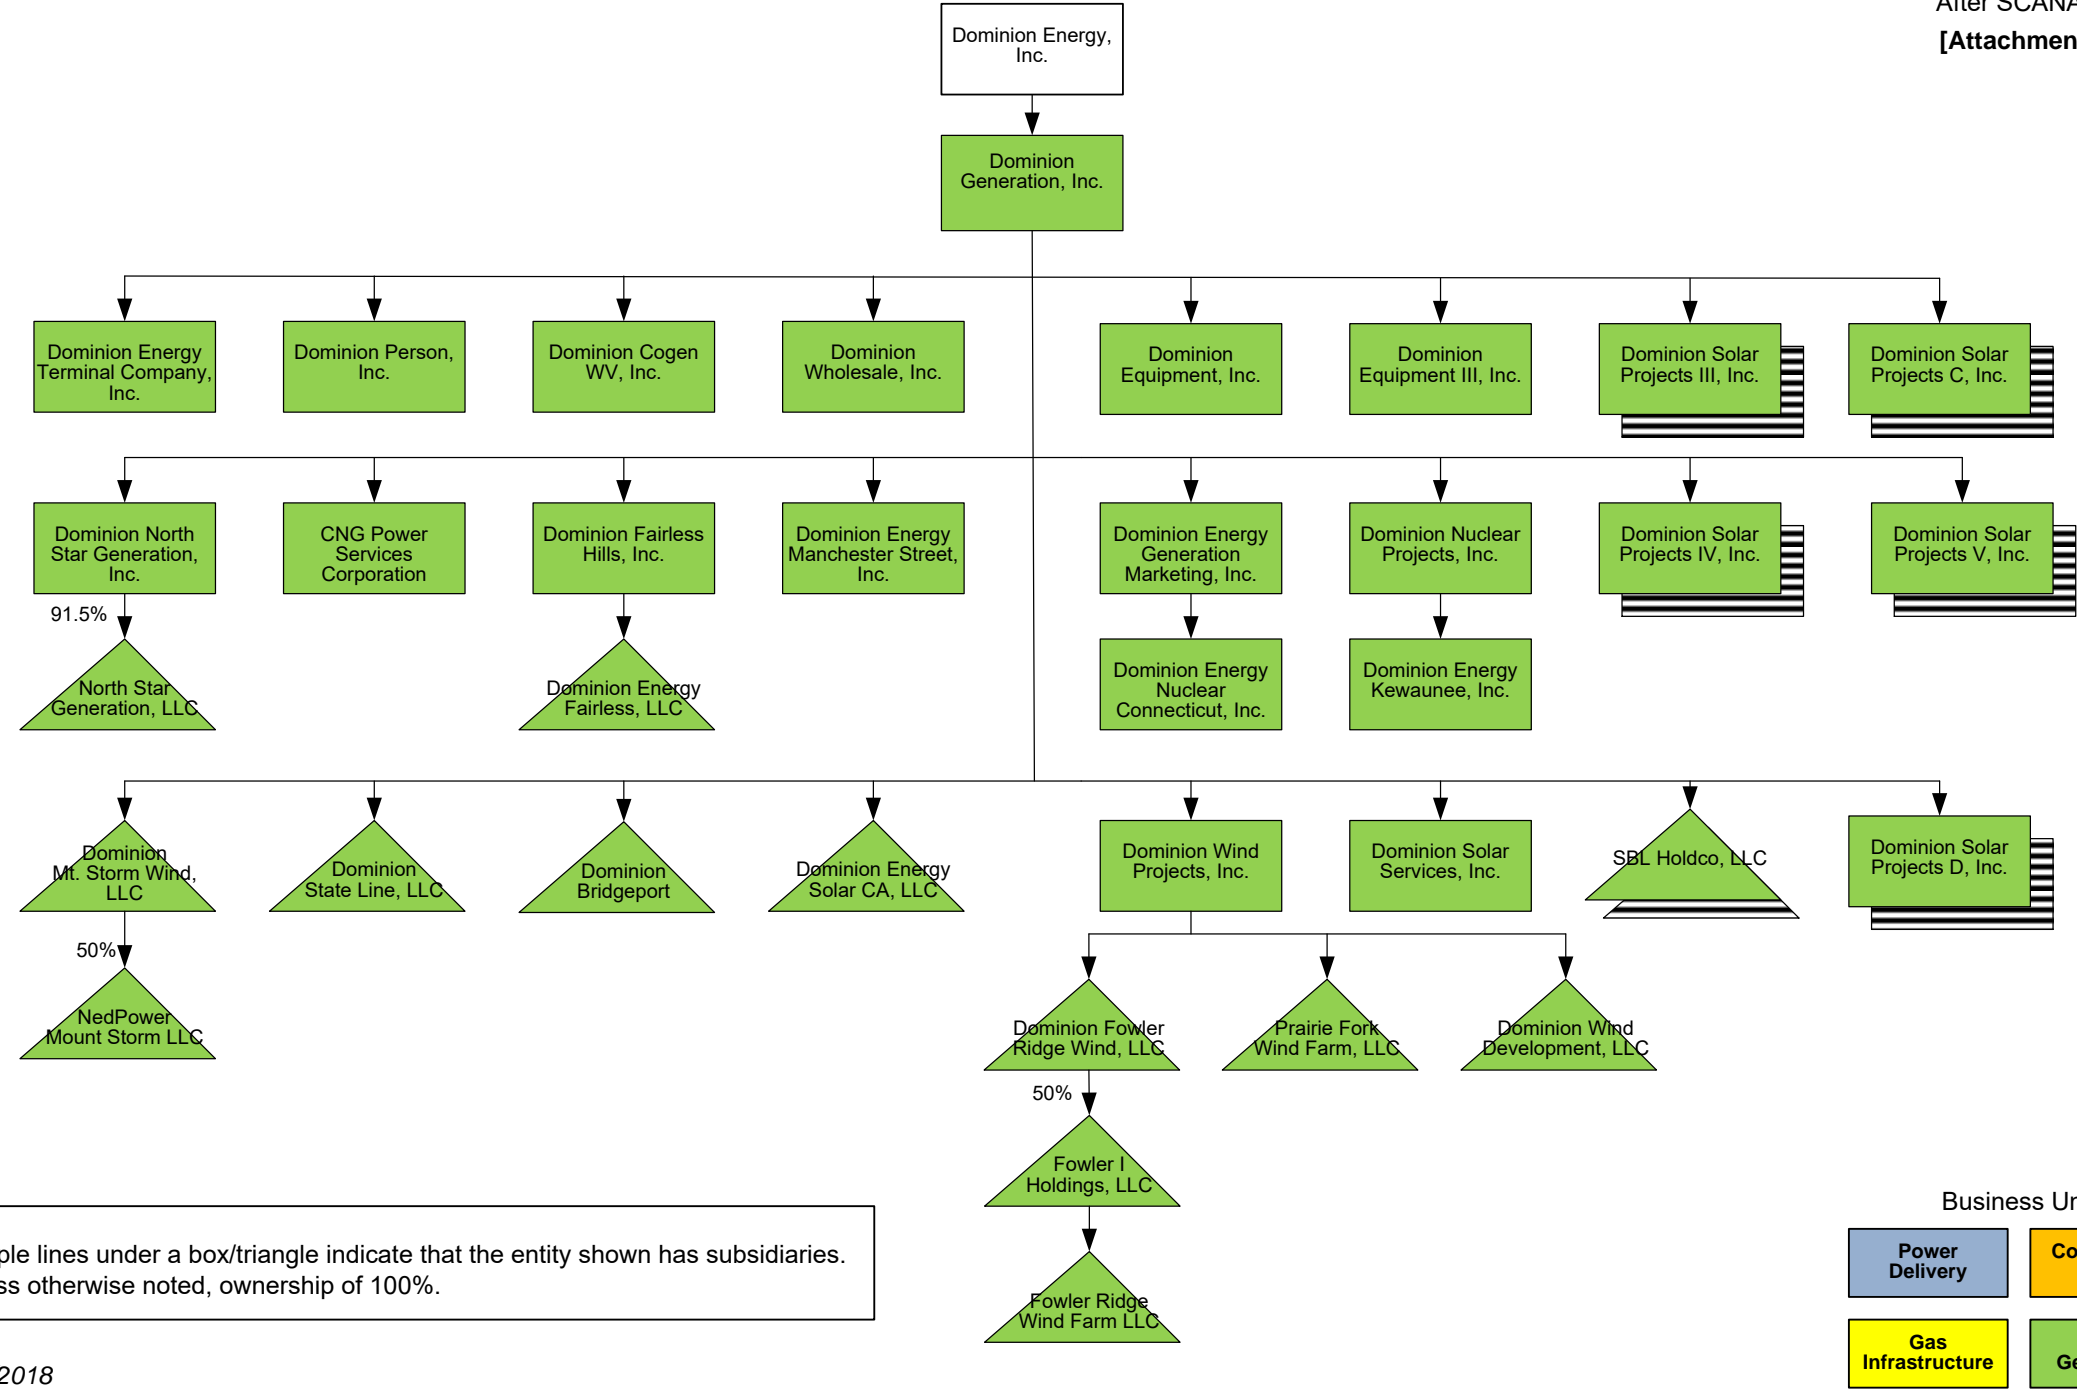 After SCANA
[Attachmen
Dominion Energy,
Inc.
Dominion
Generation, Inc.
Dominion Energy
Terminal Company,
Inc.
Dominion Person,
Inc.
Dominion Cogen
WV, Inc.
Dominion
Wholesale, Inc.
Dominion
Equipment, Inc.
Dominion
Equipment III, Inc.
Dominion Solar
Projects III, Inc.
Dominion Solar
Projects C, Inc.
Dominion North
Star Generation,
Inc.
CNG Power
Services
Corporation
Dominion Fairless
Hills, Inc.
Dominion Energy
Manchester Street,
Inc.
Dominion Energy
Generation
Marketing, Inc.
Dominion Nuclear
Projects, Inc.
Dominion Solar
Projects IV, Inc.
Dominion Solar
Projects V, Inc.
91.5%
North Star
Generation, LLC
Dominion Energy
Fairless, LLC
Dominion Energy
Nuclear
Connecticut, Inc.
Dominion Energy
Kewaunee, Inc.
Dominion
Mt. Storm Wind,
LLC
Dominion
State Line, LLC
Dominion
Bridgeport
Dominion Energy
Solar CA, LLC
Dominion Wind
Projects, Inc.
Dominion Solar
Services, Inc.
SBL Holdco, LLC
Dominion Solar
Projects D, Inc.
50%
NedPower
Mount Storm LLC
Dominion Fowler
Ridge Wind, LLC
Prairie Fork
Wind Farm, LLC
Dominion Wind
Development, LLC
50%
Fowler I
Holdings, LLC
Fowler Ridge
Wind Farm LLC
ple lines under a box/triangle indicate that the entity shown has subsidiaries.
ss otherwise noted, ownership of 100%.
2018
Business Un
Power
Delivery
Co
Gas
Infrastructure
Ge